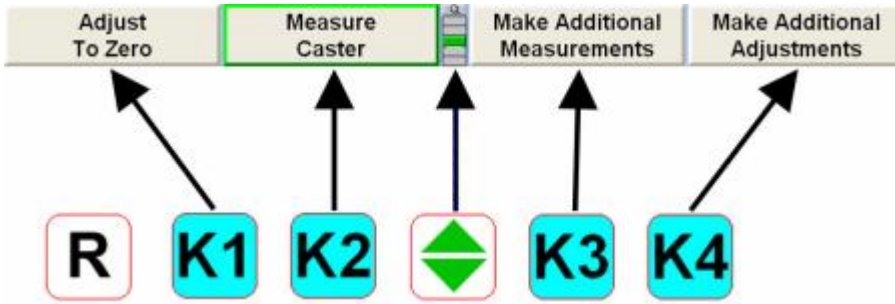 Adjust
To Zero
Measure
Caster
Make Additional
Measurements
Make Additional
Adjustments
R K1 K2 K3 K4